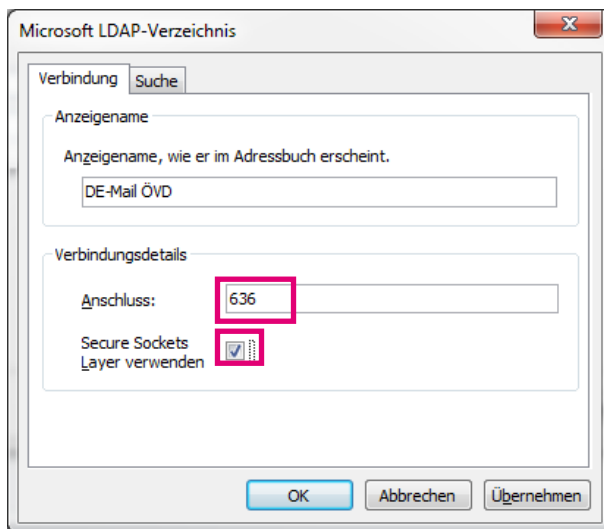 Microsoft LDAP-Verzeichnis
Verbindung Suche
Anzeigename
Anzeigename, wie er im Adressbuch erscheint.
DE-Mail ÖVD
Verbindungsdetails
Anschluss: 636
Secure Sockets
Layer verwenden
OK Abbrechen Übernehmen